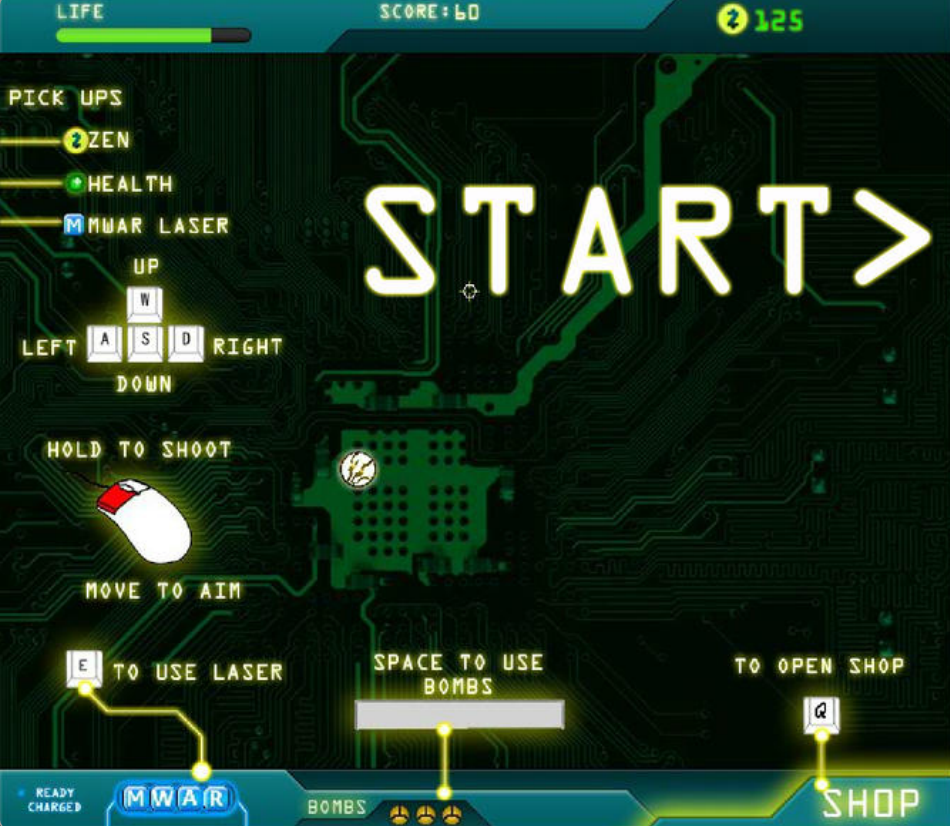 LIFE
SCORE:60
125
PICK UPS
ZEN
HEALTH
M MWAR LASER
START>
UP
W
LEFT A S D RIGHT
DOWN
HOLD TO SHOOT
MOVE TO AIM
E TO USE LASER
SPACE TO USE
BOMBS
TO OPEN SHOP
Q
READY
CHARGED
MWAR
BOMBS
SHOP